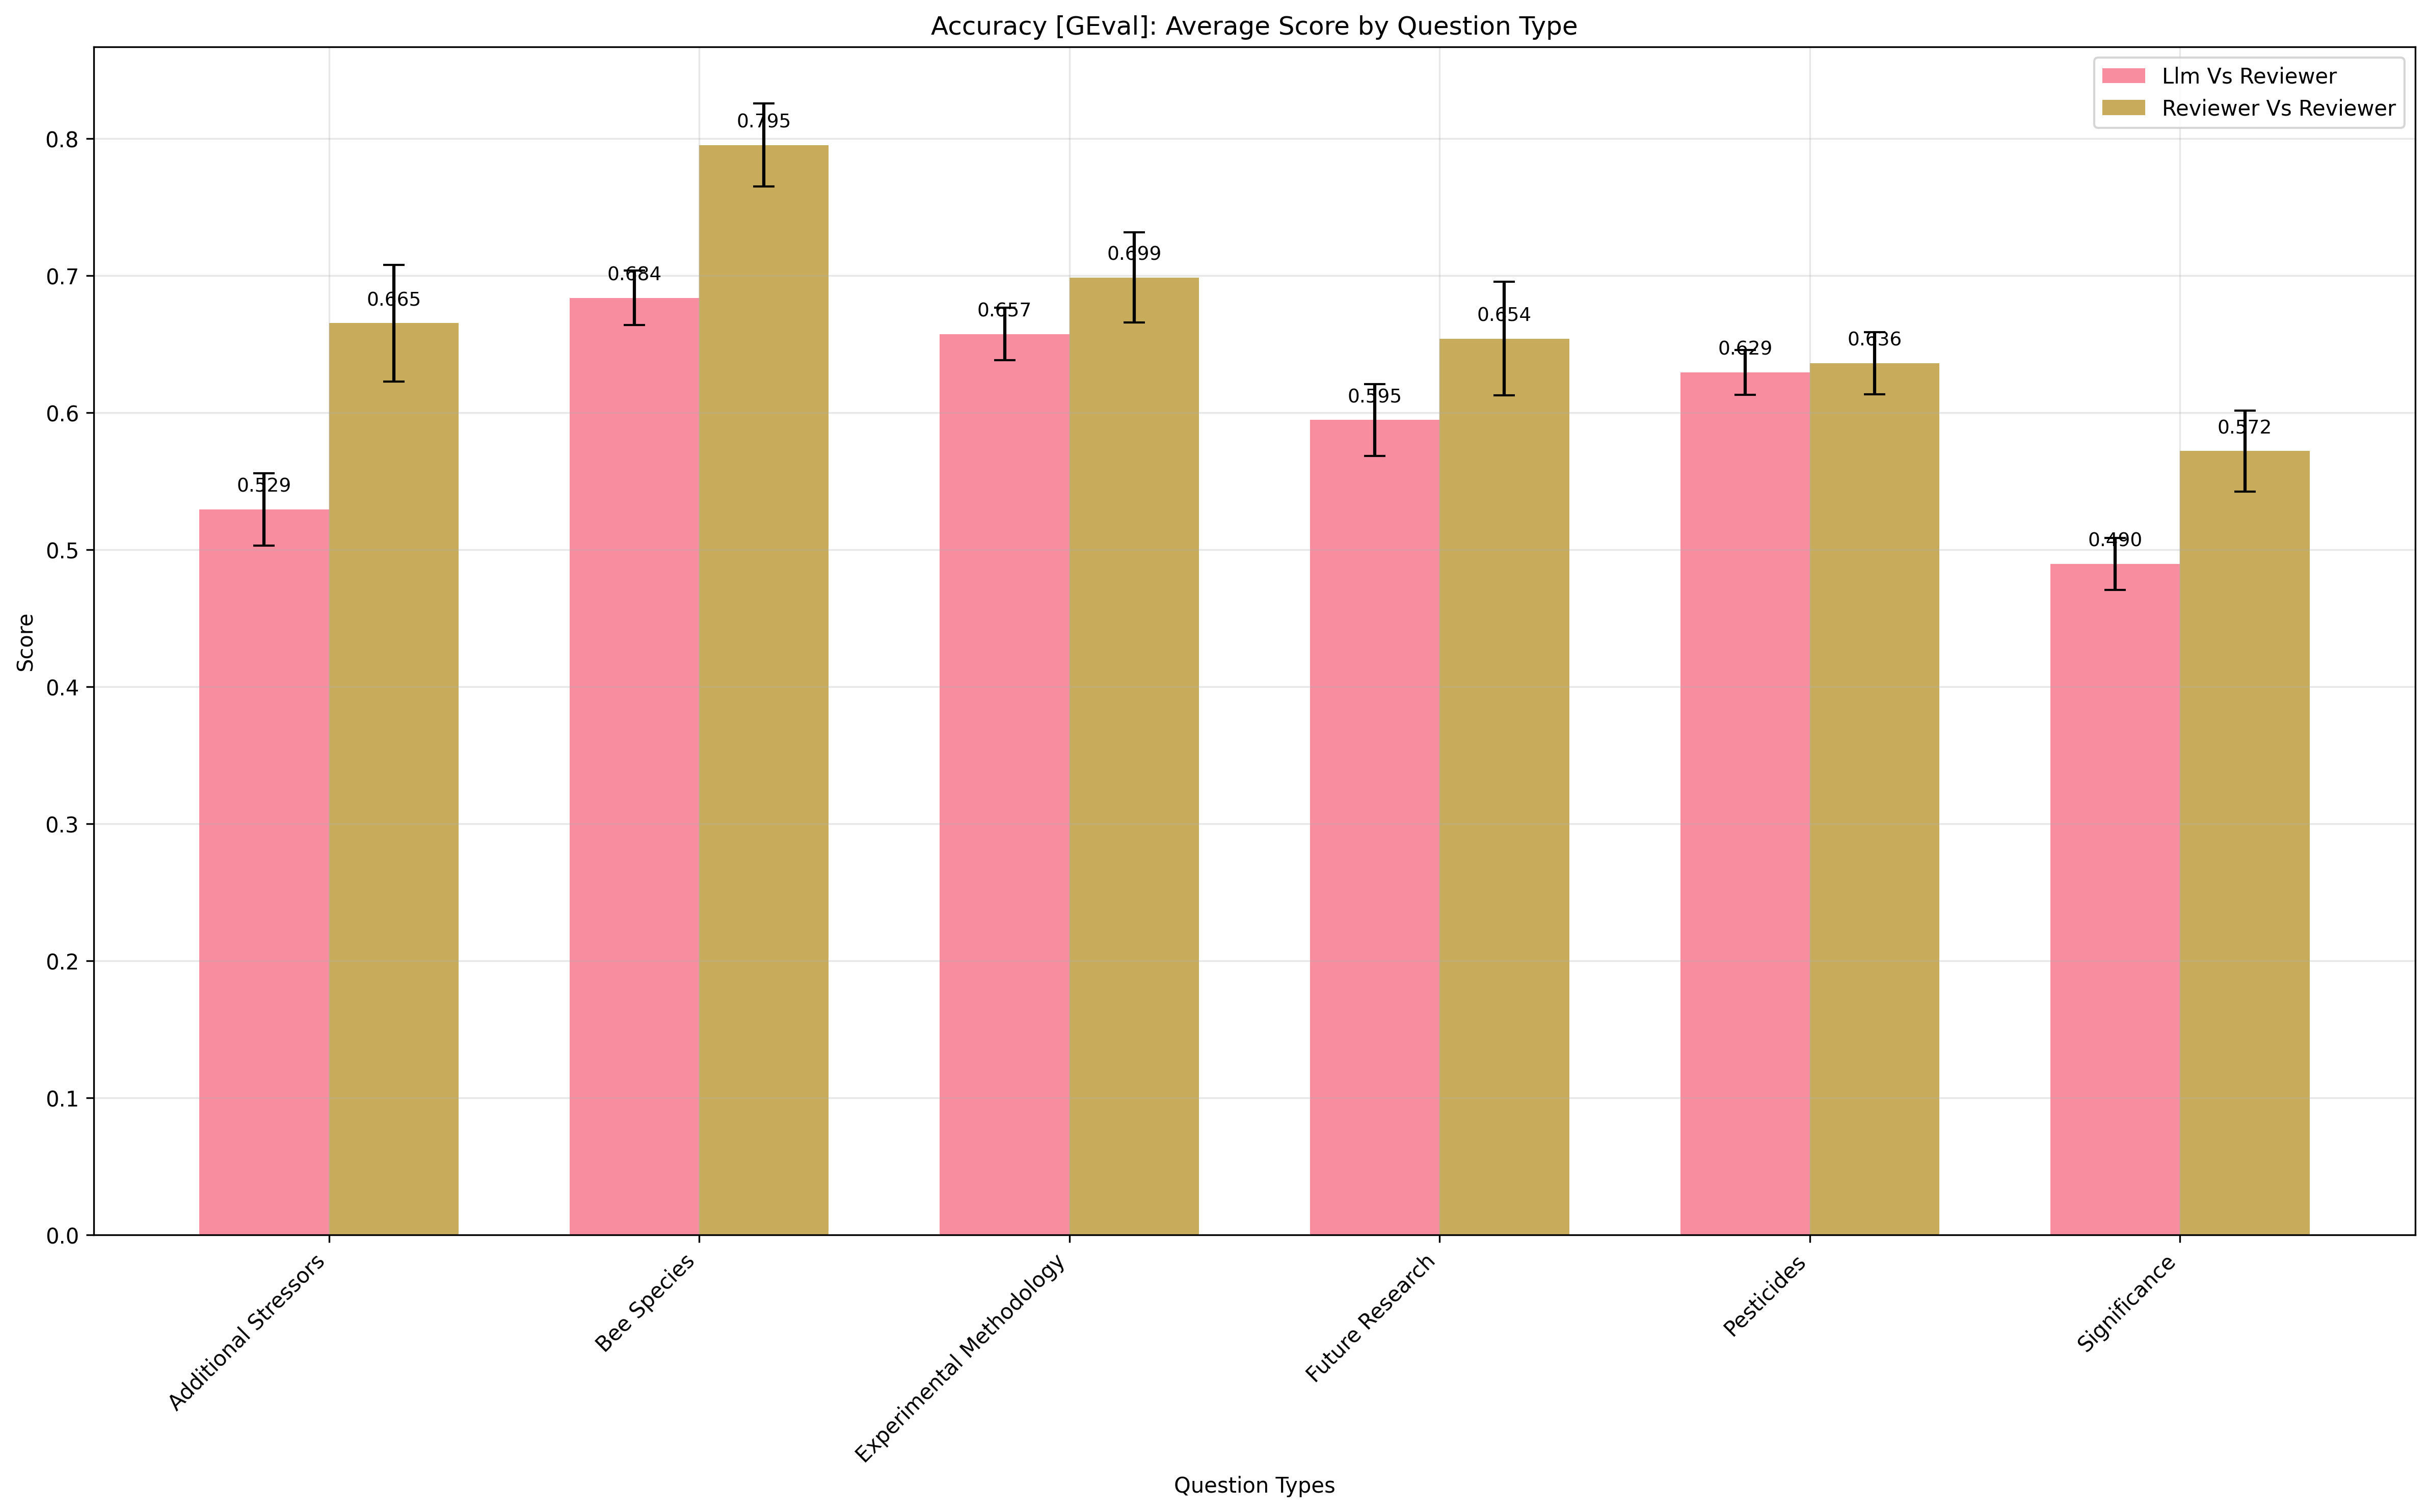 Accuracy [GEval]: Average Score by Question Type
Llm Vs Reviewer
Reviewer Vs Reviewer
Score
0.8
0.7
0.6
0.5
0.4
0.3
0.2
0.1
0.0
0.529
0.665
0.684
0.795
0.657
0.699
0.595
0.654
0.629
0.636
0.490
0.572
Additional Stressors
Bee Species
Experimental Methodology
Future Research
Pesticides
Significance
Question Types